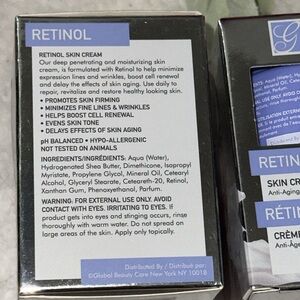 RETINOL
RETINOL SKIN CREAM
Our deep penetrating and moisturizing skin
cream, is formulated with Retinol to help minimize
expression lines and wrinkles, boost cell renewal
and delay the effects of skin aging. Use daily to
repair, revitalize and restore healthy looking skin.
• PROMOTES SKIN FIRMING
• MINIMIZES FINE LINES & WRINKLES
• HELPS BOOST CELL RENEWAL
• EVENS SKIN TONE
• DELAYS EFFECTS OF SKIN AGING
pH BALANCED • HYPO-ALLERGENIC
NOT TESTED ON ANIMALS
INGREDIENTS/INGRÉDIENTS: Aqua (Water),
Hydrogenated Shea Butter, Dimethicone, Isopropyl
Myristate, Propylene Glycol, Mineral Oil, Cetearyl
Alcohol, Glyceryl Stearate, Ceteareth-20, Retinol,
Xanthan Gum, Phenoxyethanol, Parfum.
WARNING: FOR EXTERNAL USE ONLY. AVOID
CONTACT WITH EYES. IRRITATING TO EYES. If
product gets into eyes and stinging occurs, rinse
thoroughly with warm water. Do not spread on
large areas of the skin. Apply only topically.
Distributed By / Distribué par:
©Global Beauty Care New York NY 10018
G
RETIN
SKIN CR
Anti-Aging
RÉTIN
CRÈME
Anti-Âge